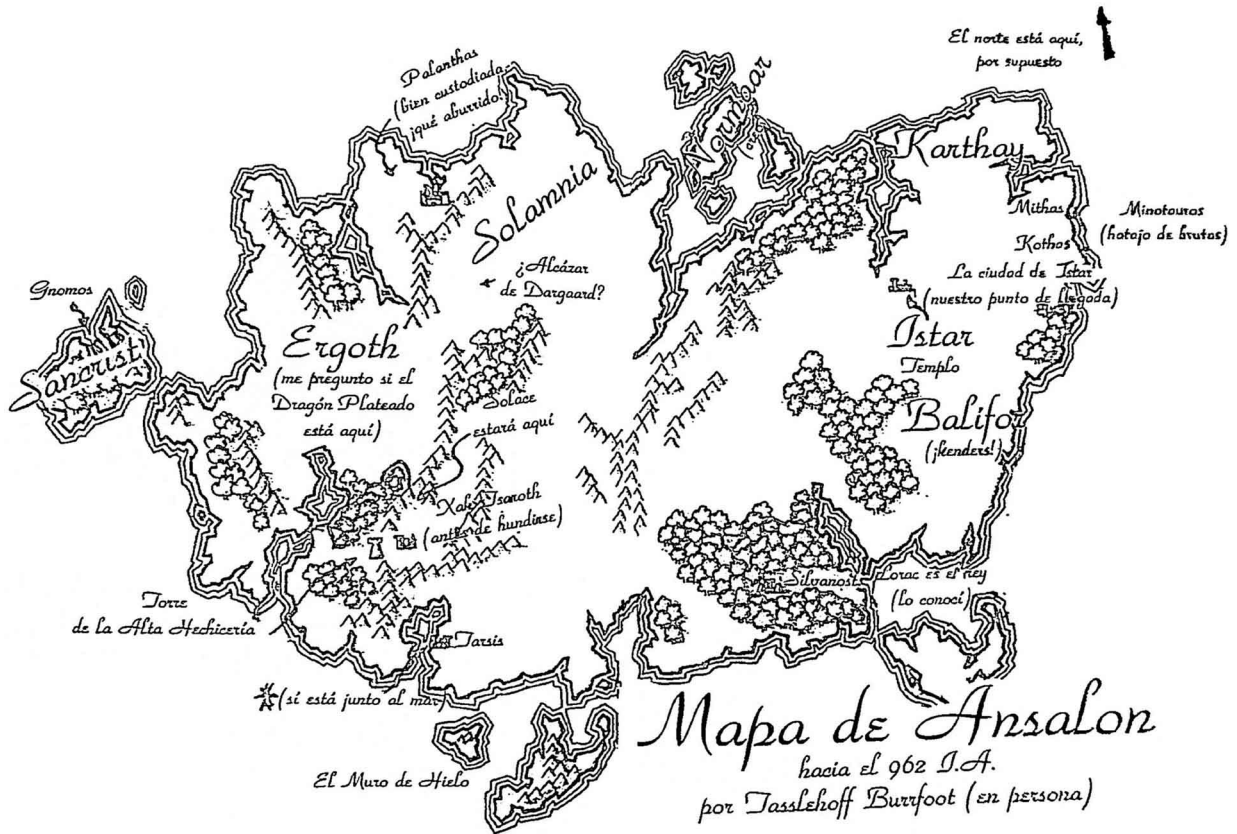 El norte está aquí,
por supuesto
Palanthas
(bien custodiada
¡qué aburrido!)
Solamnia
Karthay
Mithas
Minotauros
(hatajo de brutos)
Kothas
La ciudad de Istar
(nuestro punto de llegada)
Istar
Templo
Balifo
(¡kenders!)
¿Alcázar
de Dargaard?
Gnomos
Sancrist
Ergoth
(me pregunto si el
Dragón Plateado
está aquí)
Solace
estará aquí
Xak Tsaroth
(antes de hundirse)
Silvanost
Lorac es el rey
(lo conocí)
Torre
de la Alta Hechicería
Tarsis
(sí está junto al mar)
El Muro de Hielo
Mapa de Ansalon
hacia el 962 I.A.
por Tasslehoff Burrfoot (en persona)